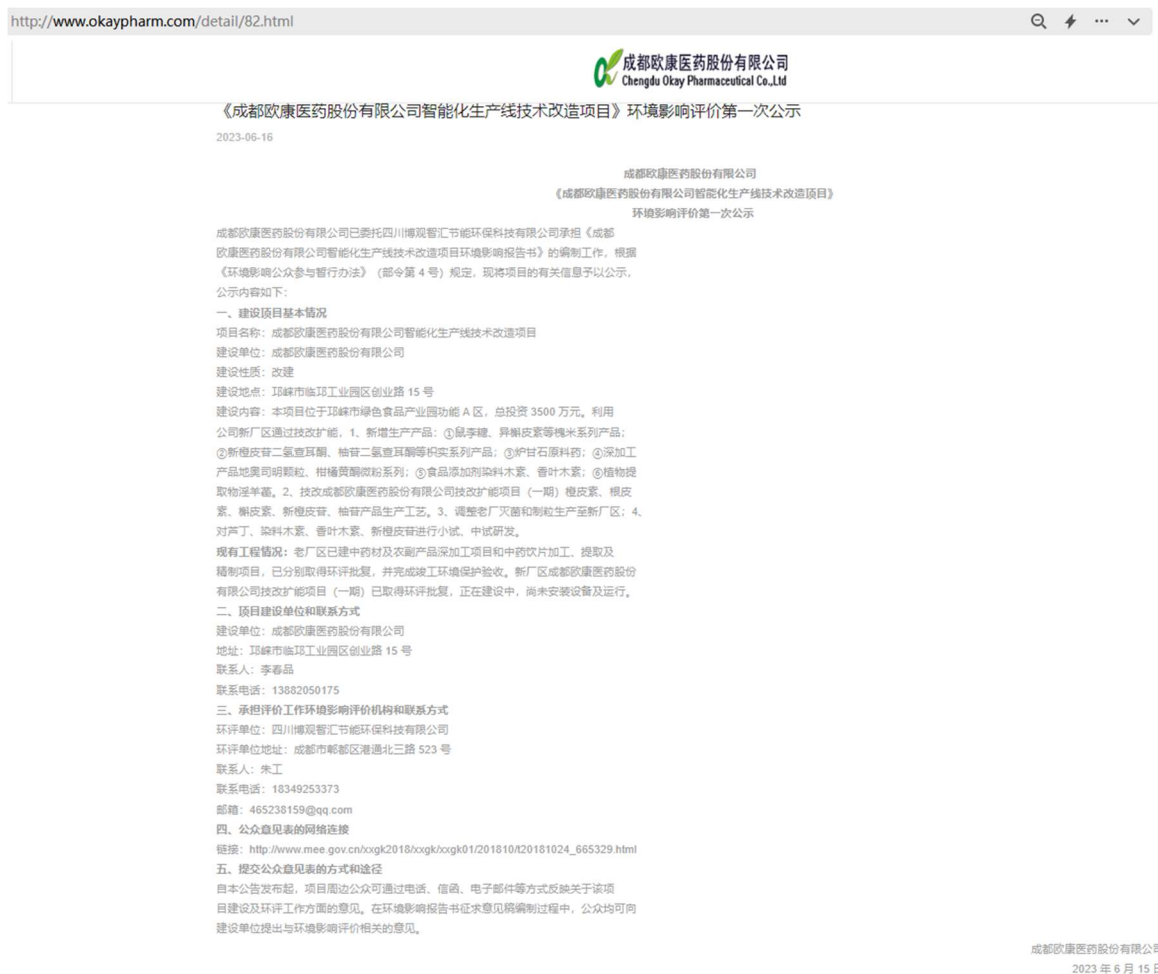 http://www.okaypharm.com/detail/82.html
成都欧康医药股份有限公司
Chengdu Okay Pharmaceutical Co.,Ltd
《成都欧康医药股份有限公司智能化生产线技术改造项目》环境影响评价第一次公示
2023-06-16
成都欧康医药股份有限公司
《成都欧康医药股份有限公司智能化生产线技术改造项目》
环境影响评价第一次公示
成都欧康医药股份有限公司已委托四川博观智汇节能环保科技有限公司承担《成都
欧康医药股份有限公司智能化生产线技术改造项目环境影响报告书》的编制工作，根据
《环境影响公众参与暂行办法》（部令第 4 号）规定，现将项目的有关信息予以公示，
公示内容如下：
一、建设项目基本情况
项目名称：成都欧康医药股份有限公司智能化生产线技术改造项目
建设单位：成都欧康医药股份有限公司
建设性质：改建
建设地点：邛崃市临邛工业园区创业路 15 号
建设内容：本项目位于邛崃市绿色食品产业园功能 A 区，总投资 3500 万元。利用
公司新厂区通过技改扩能，1、新增生产产品：①鼠李糖、异槲皮素等槐米系列产品；
②新橙皮苷二氢查耳酮、柚苷二氢查耳酮等枳实系列产品；③炉甘石原料药；④深加工
产品地奥司明颗粒、柑橘黄酮微粉系列；⑤食品添加剂染料木素、香叶木素；⑥植物提
取物淫羊藿。2、技改成都欧康医药股份有限公司技改扩能项目（一期）橙皮素、根皮
素、槲皮素、新橙皮苷、柚苷产品生产工艺。3、调整老厂灭菌和制粒生产至新厂区；4、
对芦丁、染料木素、香叶木素、新橙皮苷进行小试、中试研发。
现有工程情况：老厂区已建中药材及农副产品深加工项目和中药饮片加工、提取及
精制项目，已分别取得环评批复，并完成竣工环境保护验收。新厂区成都欧康医药股份
有限公司技改扩能项目（一期）已取得环评批复，正在建设中，尚未安装设备及运行。
二、项目建设单位和联系方式
建设单位：成都欧康医药股份有限公司
地址：邛崃市临邛工业园区创业路 15 号
联系人：李春品
联系电话：13882050175
三、承担评价工作环境影响评价机构和联系方式
环评单位：四川博观智汇节能环保科技有限公司
环评单位地址：成都市郫都区港通北三路 523 号
联系人：朱工
联系电话：18349253373
邮箱：465238159@qq.com
四、公众意见表的网络连接
链接：http://www.mee.gov.cn/xxgk2018/xxgk/xxgk01/201810/t20181024_665329.html
五、提交公众意见表的方式和途径
自本公告发布起，项目周边公众可通过电话、信函、电子邮件等方式反映关于该项
目建设及环评工作方面的意见。在环境影响报告书征求意见稿编制过程中，公众均可向
建设单位提出与环境影响评价相关的意见。
成都欧康医药股份有限公司
2023 年 6 月 15 日